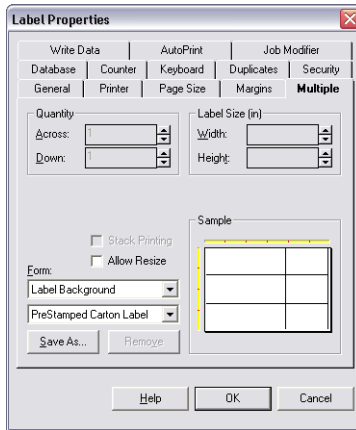 Label Properties
Write Data AutoPrint Job Modifier
Database Counter Keyboard Duplicates Security
General Printer Page Size Margins Multiple
Quantity
Across: 1
Down: 1
Label Size (in)
Width:
Height:
Stack Printing
Allow Resize
Form:
Label Background
PreStamped Carton Label
Save As... Remove
Sample
Help OK Cancel